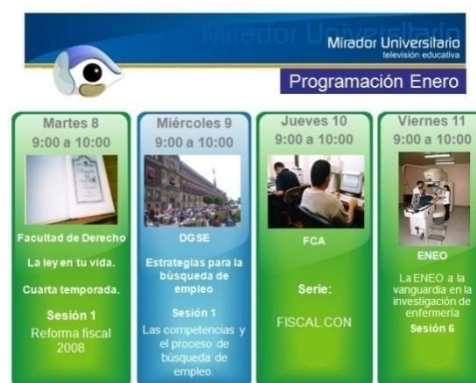 Mirador Universitario
Mirador Universitario
televisión educativa
Programación Enero
Martes 8
9:00 a 10:00
Facultad de Derecho
La ley en tu vida.
Cuarta temporada.
Sesión 1
Reforma fiscal
2008
Miércoles 9
9:00 a 10:00
DGSE
Estrategias para la
búsqueda de
empleo
Sesión 1
Las competencias y
el proceso de
búsqueda de
empleo.
Jueves 10
9:00 a 10:00
FCA
Serie:
FISCAL.CON
Viernes 11
9:00 a 10:00
ENEO
La ENEO a la
vanguardia en la
investigación de
enfermería
Sesión 6